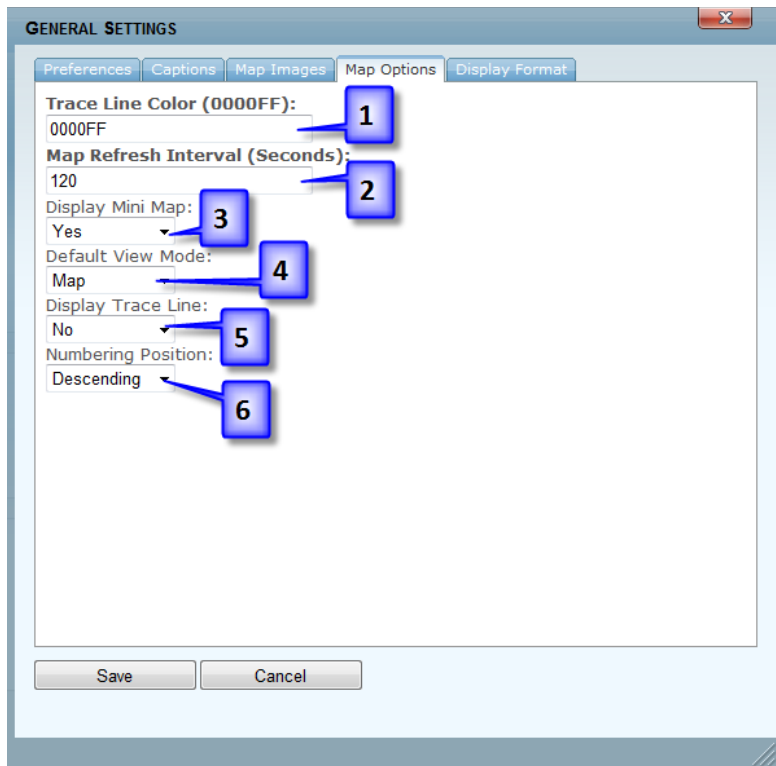 GENERAL SETTINGS
X
Preferences Captions Map Images Map Options Display Format
Trace Line Color (0000FF):
0000FF
1
Map Refresh Interval (Seconds):
120
2
Display Mini Map:
Yes
3
Default View Mode:
Map
4
Display Trace Line:
No
5
Numbering Position:
Descending
6
Save Cancel